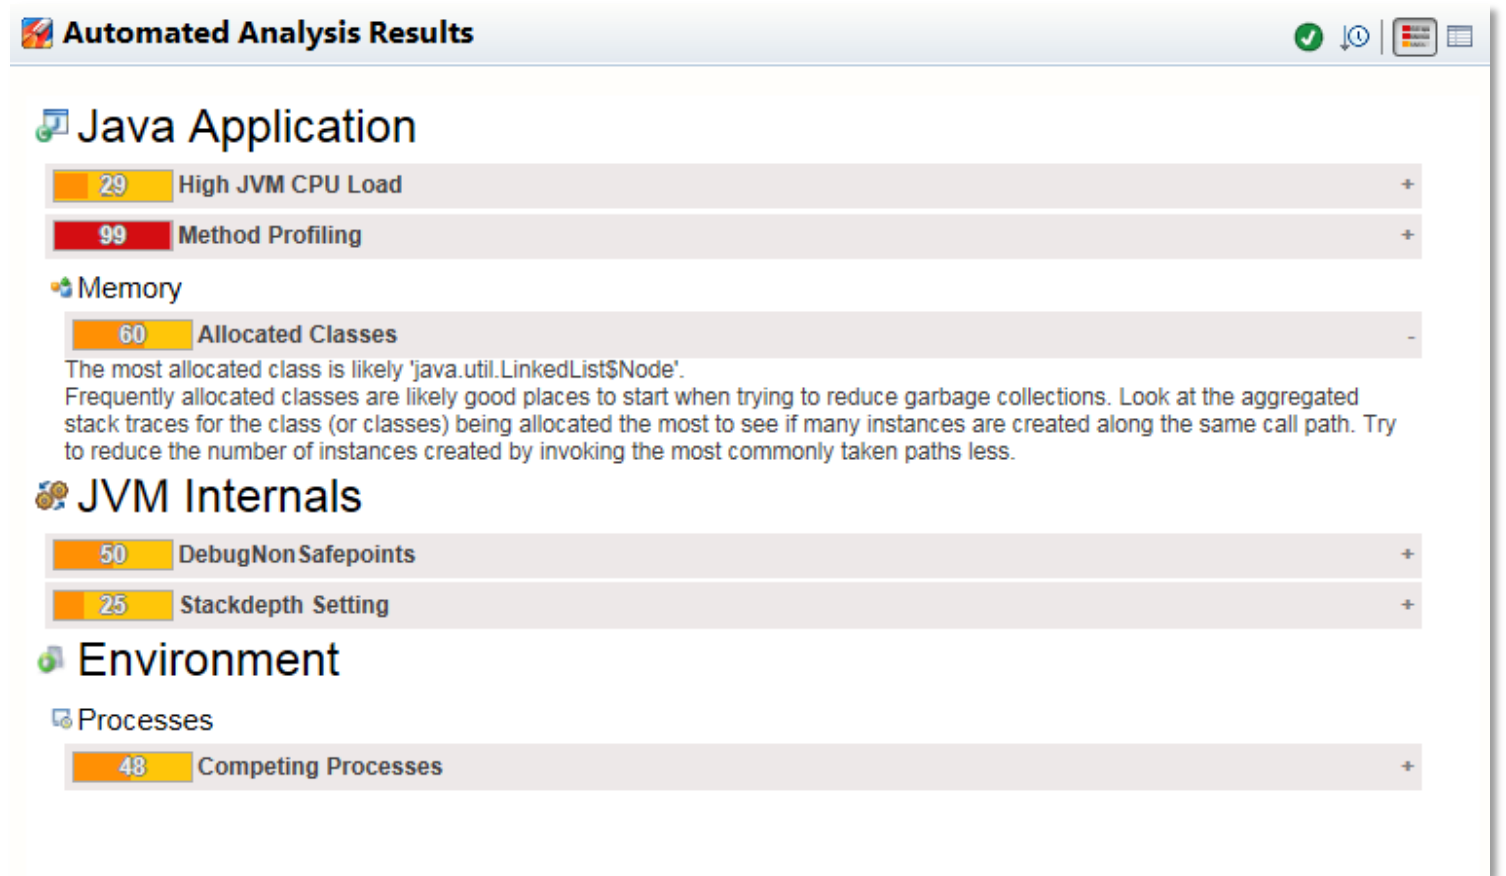 Automated Analysis Results
Java Application
29 High JVM CPU Load +
99 Method Profiling +
Memory
60 Allocated Classes -
The most allocated class is likely 'java.util.LinkedList$Node'.
Frequently allocated classes are likely good places to start when trying to reduce garbage collections. Look at the aggregated
stack traces for the class (or classes) being allocated the most to see if many instances are created along the same call path. Try
to reduce the number of instances created by invoking the most commonly taken paths less.
JVM Internals
50 DebugNonSafepoints +
25 Stackdepth Setting +
Environment
Processes
48 Competing Processes +